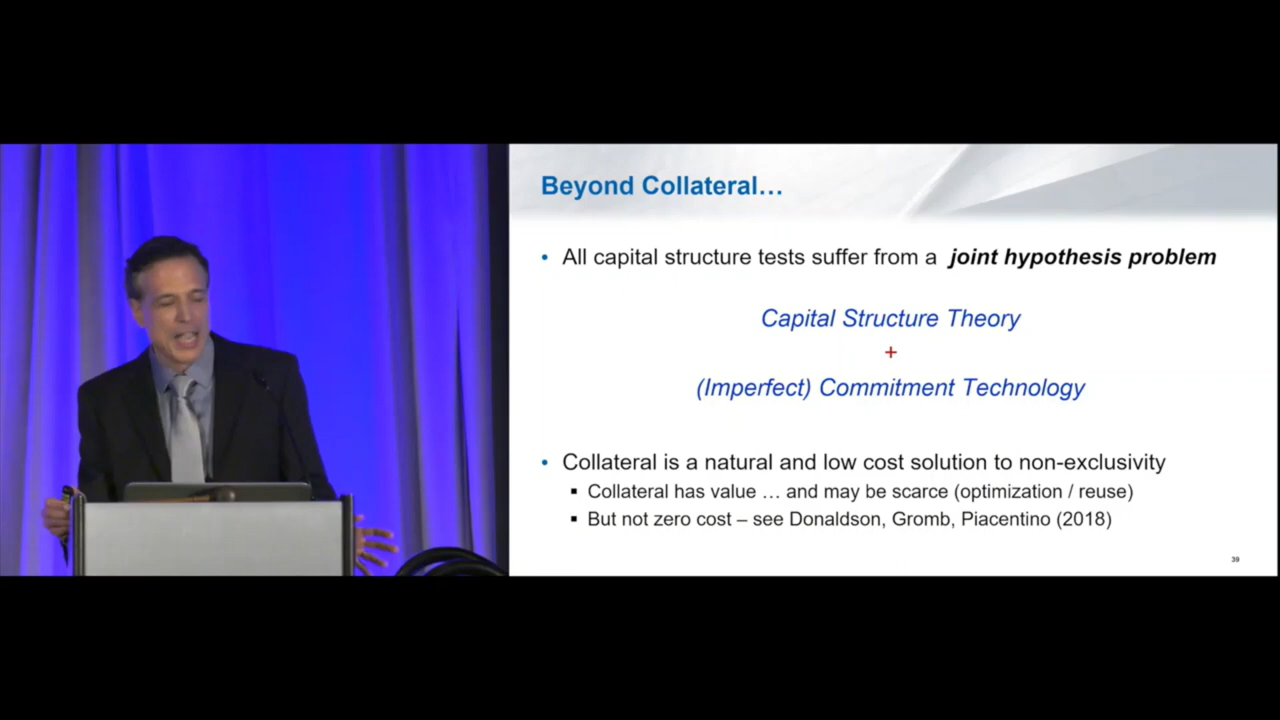 Beyond Collateral…
• All capital structure tests suffer from a joint hypothesis problem
Capital Structure Theory
+
(Imperfect) Commitment Technology
• Collateral is a natural and low cost solution to non-exclusivity
▪ Collateral has value … and may be scarce (optimization / reuse)
▪ But not zero cost – see Donaldson, Gromb, Piacentino (2018)
39